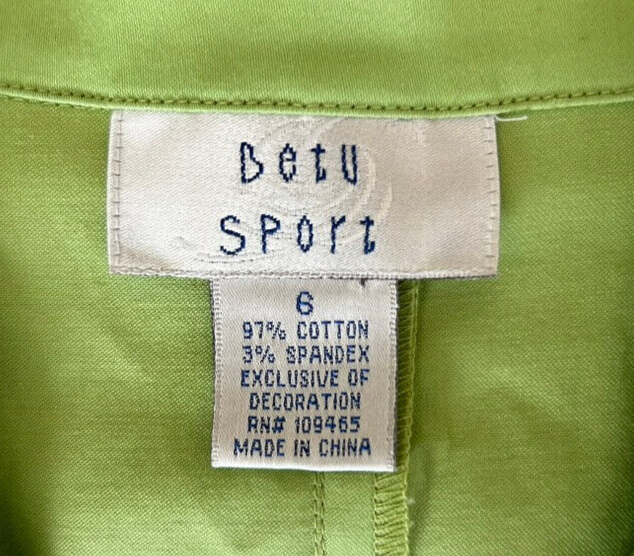 Betu
SPort
6
97% COTTON
3% SPANDEX
EXCLUSIVE OF
DECORATION
RN# 109465
MADE IN CHINA